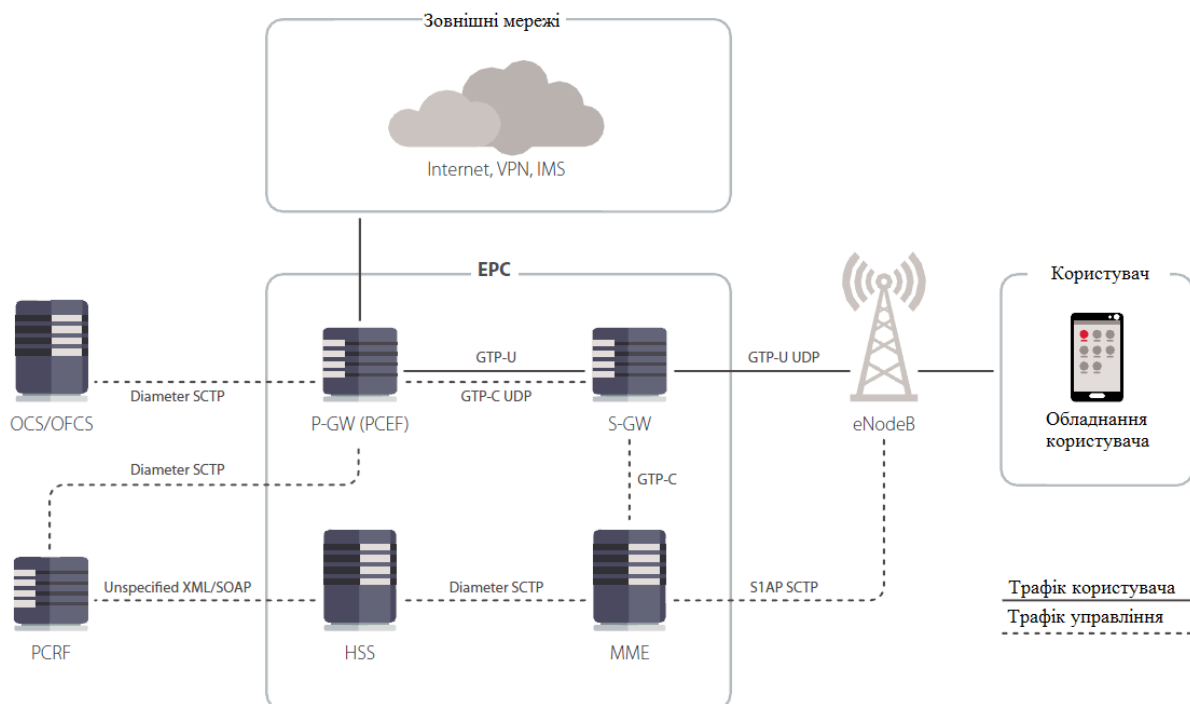 Зовнішні мережі
Internet, VPN, IMS
EPC
Користувач
GTP-U
GTP-U UDP
Diameter SCTP
GTP-C UDP
OCS/OFCS
P-GW (PCEF)
S-GW
eNodeB
Обладнання
користувача
Diameter SCTP
GTP-C
Unspecified XML/SOAP
Diameter SCTP
S1AP SCTP
Трафік користувача
Трафік управління
PCRF
HSS
MME